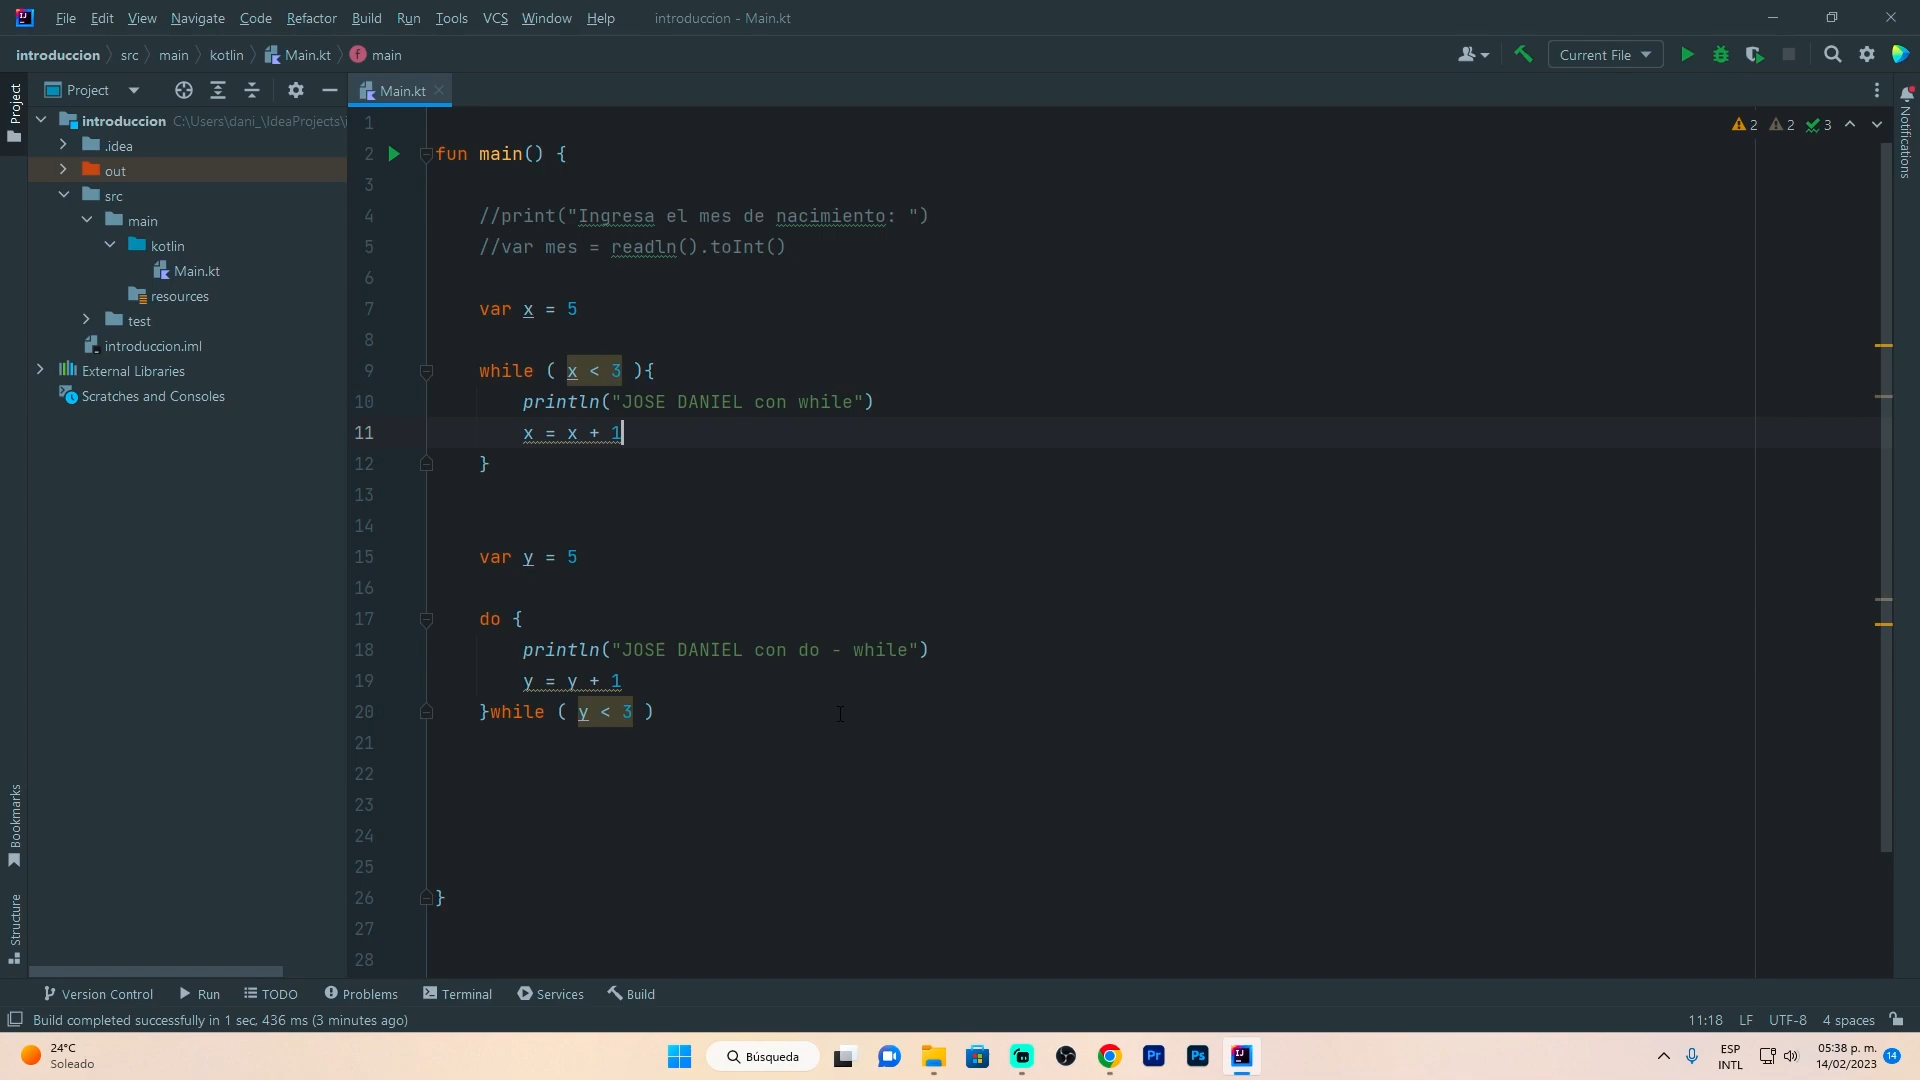 File Edit View Navigate Code Refactor Build Run Tools VCS Window Help introduccion - Main.kt
introduccion src main kotlin Main.kt main Current File
Project Main.kt
Project
1
introduccion C:\Users\dani_\IdeaProjects\i
2 3
2 2 3
.idea
2 fun main() {
out
3
src
4 //print("Ingresa el mes de nacimiento: ")
main
5 //var mes = readln().toInt()
kotlin
Main.kt
6
resources
7 var x = 5
test
8
introduccion.iml
9 while ( x < 3 ){
External Libraries
10 println("JOSE DANIEL con while")
Scratches and Consoles
11 x = x + 1
12 }
13
14
15 var y = 5
16
17 do {
18 println("JOSE DANIEL con do - while")
19 y = y + 1
20 }while ( y < 3 )
21
22
23
24
25
26 }
27
28
Notifications
Bookmarks
Structure
Version Control Run TODO Problems Terminal Services Build
Build completed successfully in 1 sec, 436 ms (3 minutes ago) 11:18 LF UTF-8 4 spaces
24°C
Soleado
Búsqueda
Pr Ps IJ
ESP
INTL
05:38 p. m.
14/02/2023
14